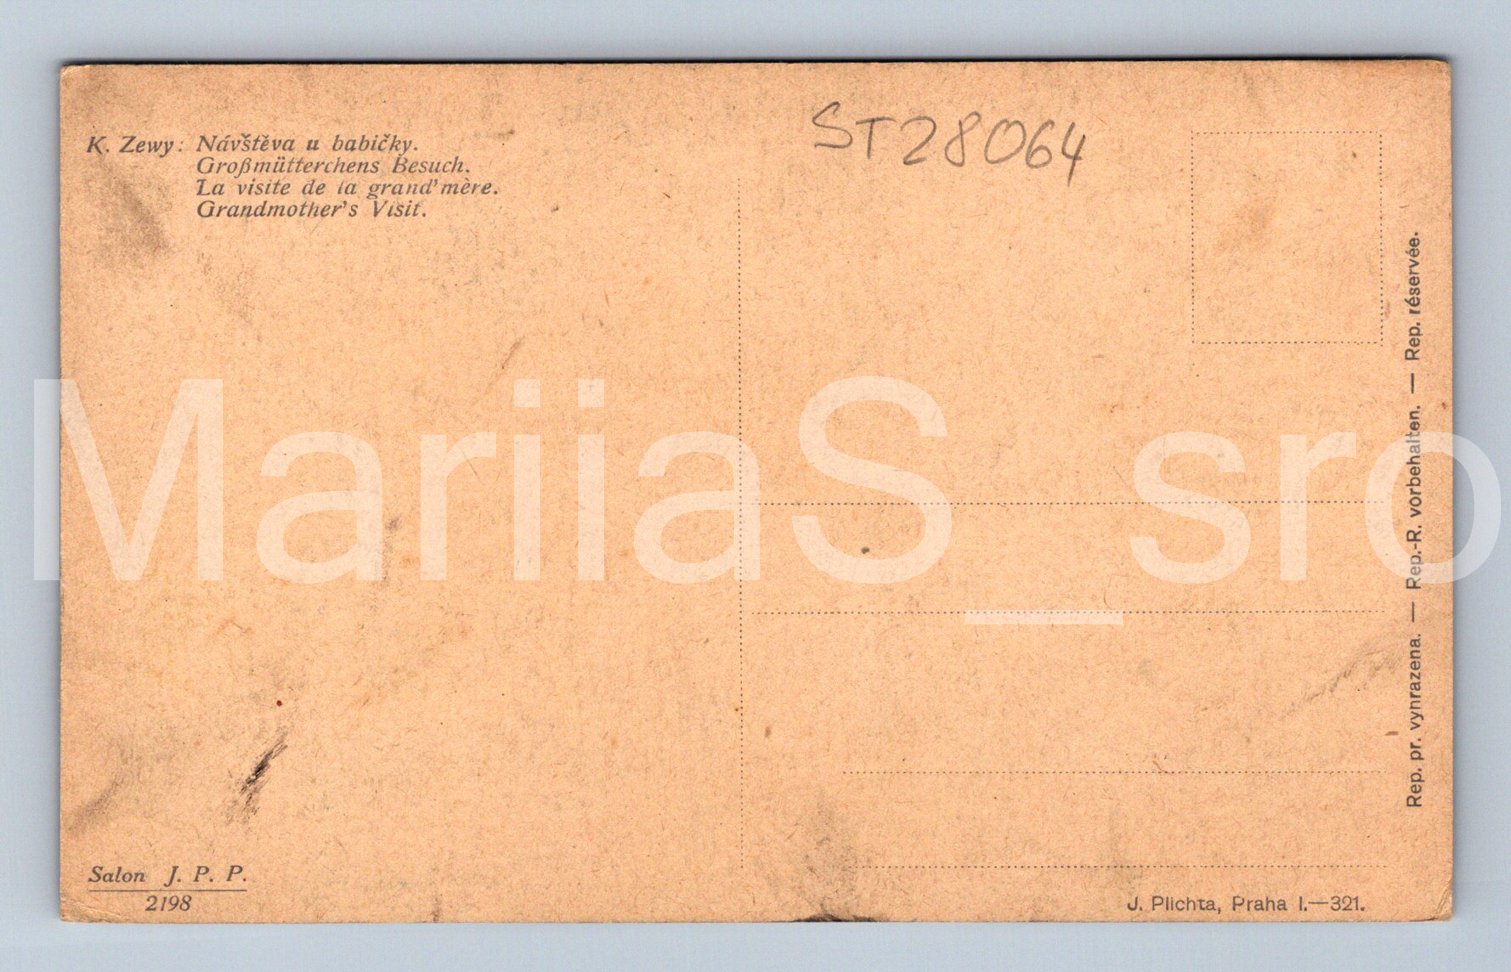 K. Zewy: Návštěva u babičky.
Großmütterchens Besuch.
La visite de la grand'mère.
Grandmother's Visit.
ST28064
Rep. pr. vyhrazena. — Rep.-R. vorbehalten. — Rep. réservée.
MariiaS_sro
Salon J. P. P.
2198
J. Plichta, Praha I.—321.